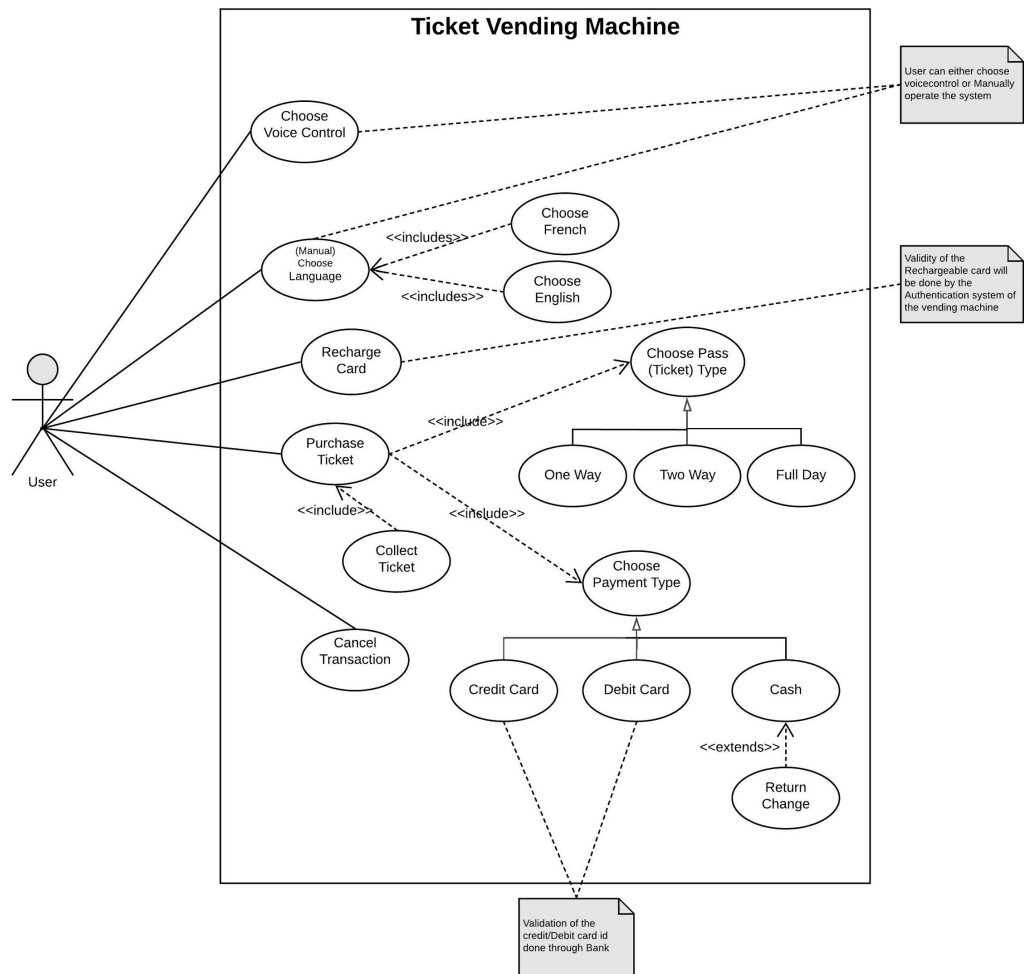 Ticket Vending Machine
User can either choose
voicecontrol or Manually
operate the system
Choose
Voice Control
Choose
French
<<includes>>
(Manual)
Choose
Language
Choose
English
<<includes>>
Validity of the
Rechargeable card will
be done by the
Authentication system of
the vending machine
Recharge
Card
Choose Pass
(Ticket) Type
<<include>>
Purchase
Ticket
One Way
Two Way
Full Day
User
<<include>>
<<include>>
Collect
Ticket
Choose
Payment Type
Cancel
Transaction
Credit Card
Debit Card
Cash
<<extends>>
Return
Change
Validation of the
credit/Debit card id
done through Bank